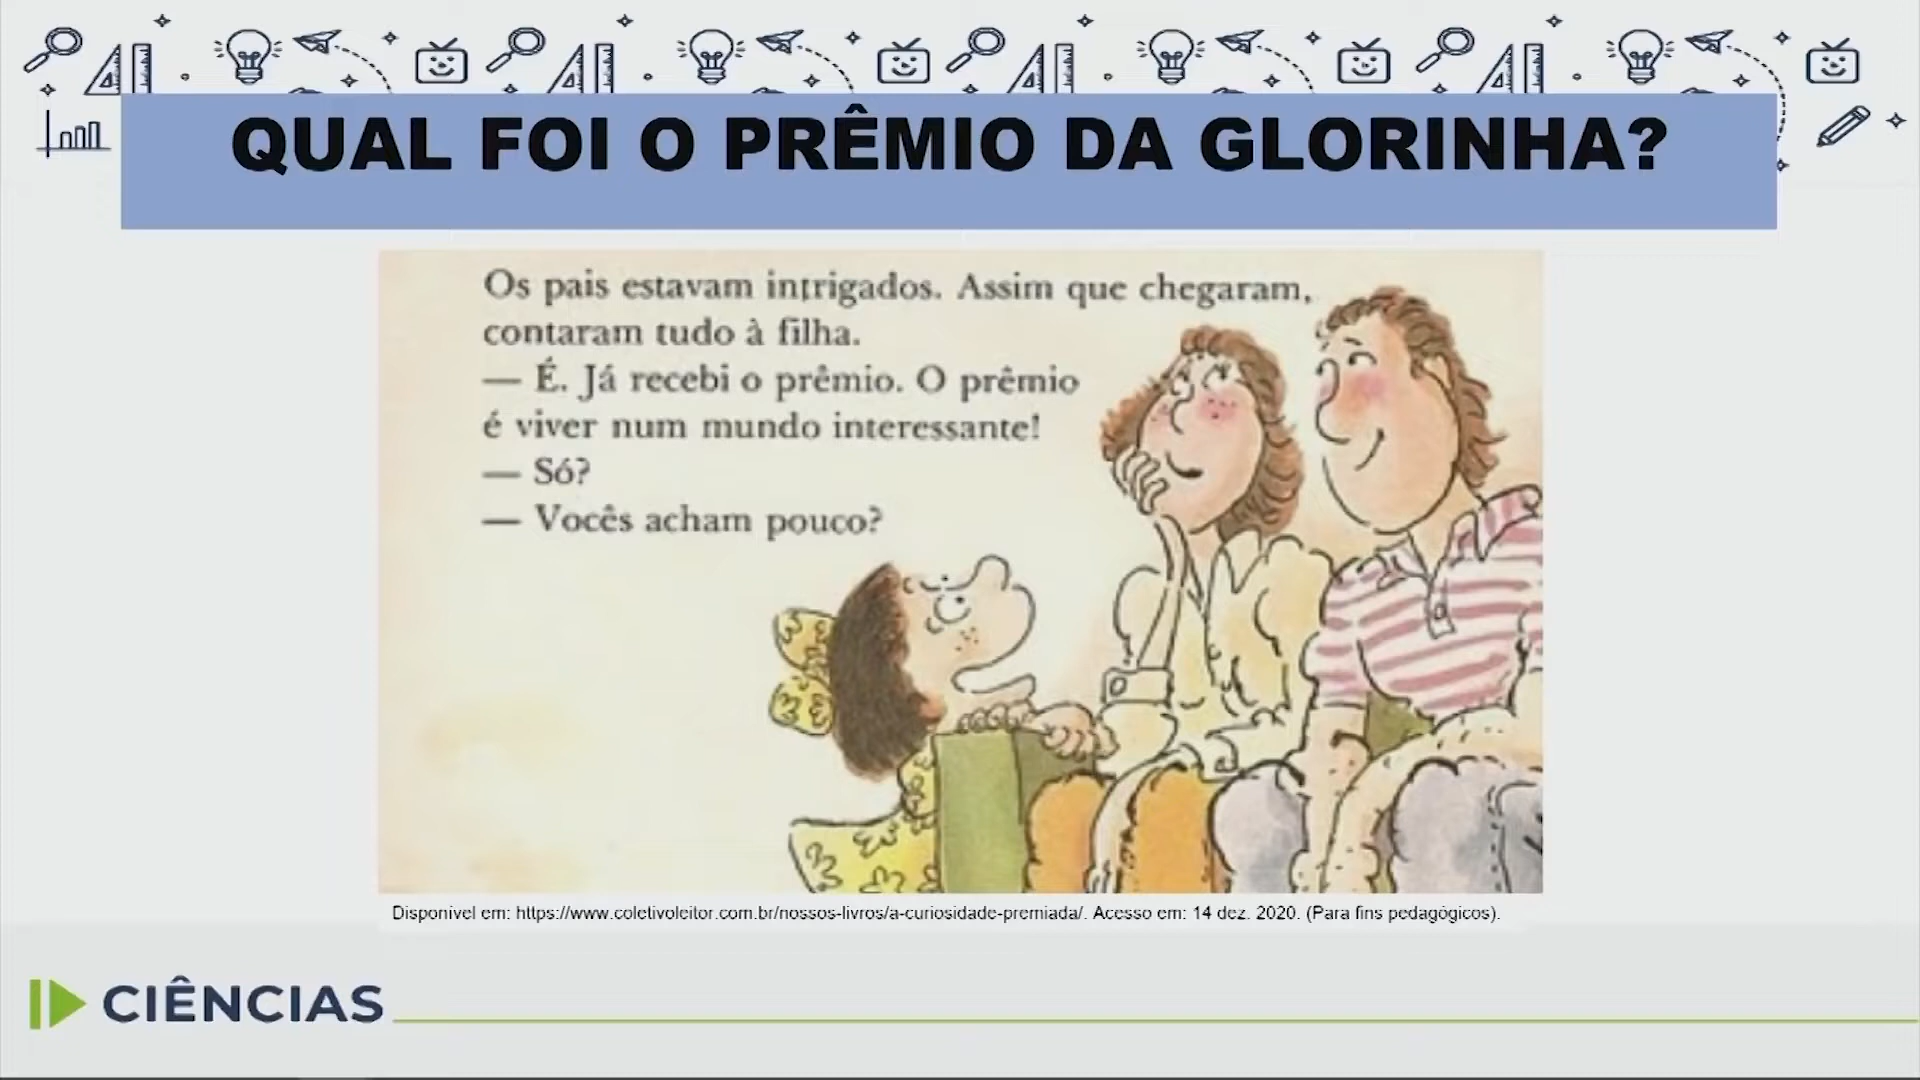 QUAL FOI O PRÊMIO DA GLORINHA?
Os pais estavam intrigados. Assim que chegaram,
contaram tudo à filha.
— É. Já recebi o prêmio. O prêmio
é viver num mundo interessante!
— Só?
— Vocês acham pouco?
Disponível em: https://www.coletivoleitor.com.br/nossos-livros/a-curiosidade-premiada/. Acesso em: 14 dez. 2020. (Para fins pedagógicos).
CIÊNCIAS